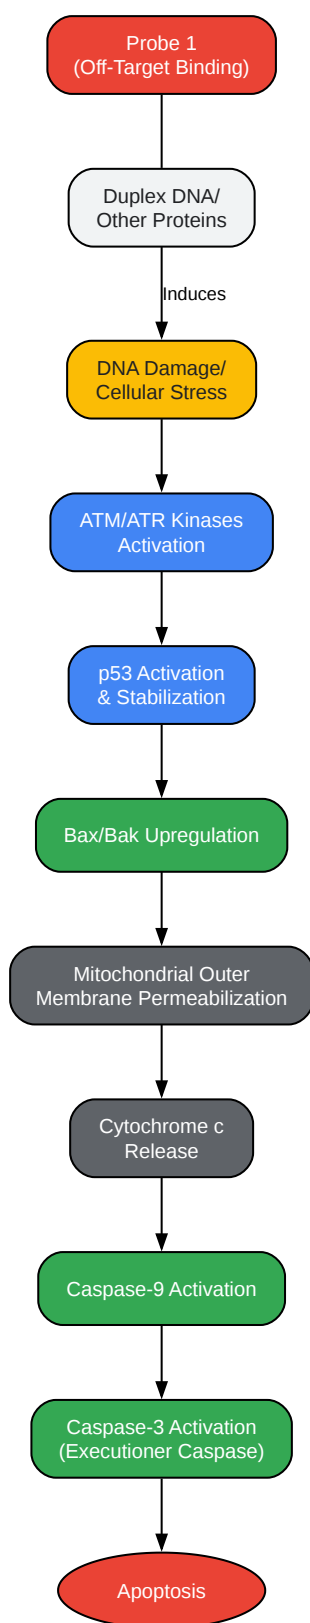 Probe 1
(Off-Target Binding)
Duplex DNA/
Other Proteins
Induces
DNA Damage/
Cellular Stress
ATM/ATR Kinases
Activation
p53 Activation
& Stabilization
Bax/Bak Upregulation
Mitochondrial Outer
Membrane Permeabilization
Cytochrome c
Release
Caspase-9 Activation
Caspase-3 Activation
(Executioner Caspase)
Apoptosis